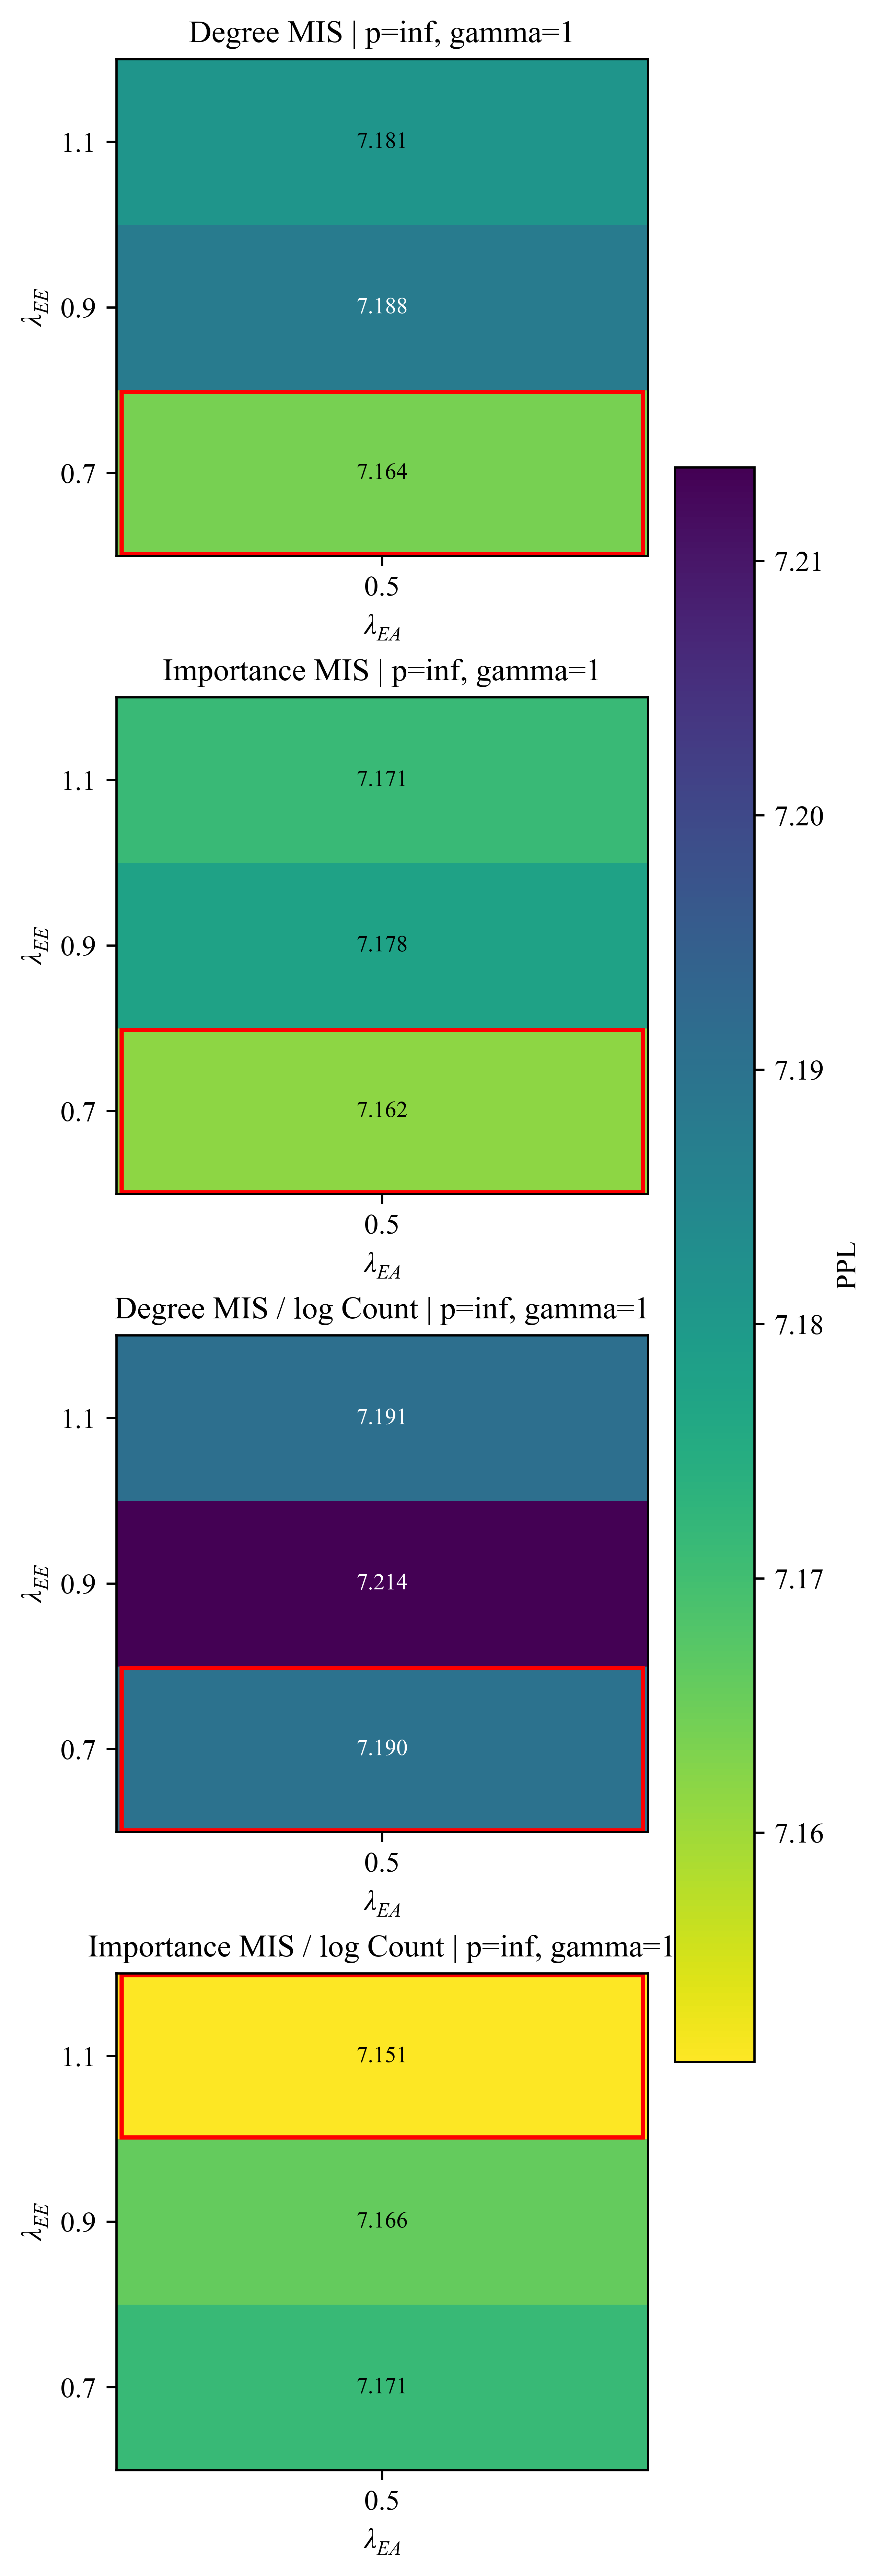 Degree MIS | p=inf, gamma=1
1.1
7.181
λEE
0.9
7.188
0.7
7.164
0.5
λEA
Importance MIS | p=inf, gamma=1
1.1
7.171
λEE
0.9
7.178
0.7
7.162
0.5
λEA
Degree MIS / log Count | p=inf, gamma=1
1.1
7.191
λEE
0.9
7.214
0.7
7.190
0.5
λEA
Importance MIS / log Count | p=inf, gamma=1
1.1
7.151
λEE
0.9
7.166
0.7
7.171
0.5
λEA
7.21
7.20
7.19
7.18
7.17
7.16
PPL